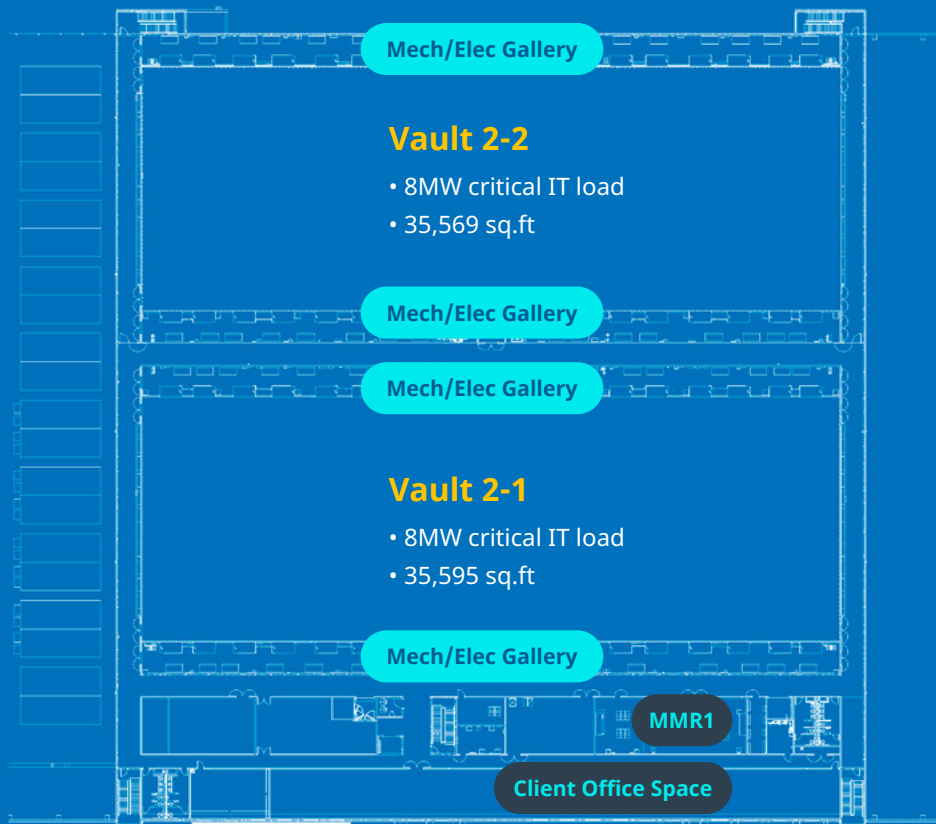 Mech/Elec Gallery
Vault 2-2
• 8MW critical IT load
• 35,569 sq.ft
Mech/Elec Gallery
Mech/Elec Gallery
Vault 2-1
• 8MW critical IT load
• 35,595 sq.ft
Mech/Elec Gallery
MMR1
Client Office Space